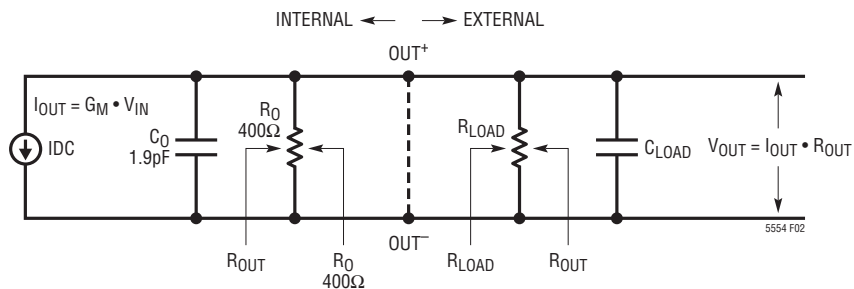 INTERNAL
EXTERNAL
OUT+
IOUT = GM • VIN
IDC
CO
1.9pF
RO
400Ω
RLOAD
CLOAD
VOUT = IOUT • ROUT
5554 F02
OUT–
ROUT
RO
400Ω
RLOAD
ROUT